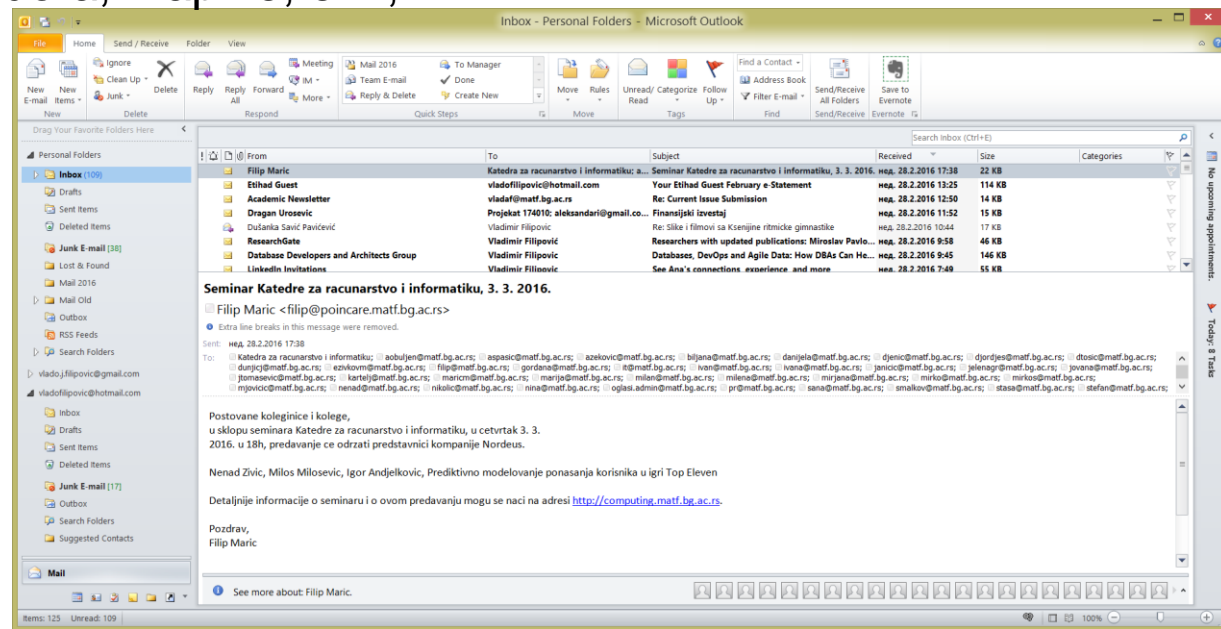 Inbox - Personal Folders - Microsoft Outlook
File Home Send / Receive Folder View
New E-mail
New Items
New
Ignore
Clean Up
Junk
Delete
Delete
Reply
Reply All
Forward
Meeting
IM
More
Respond
Mail 2016
Team E-mail
Reply & Delete
To Manager
Done
Create New
Quick Steps
Move
Rules
Move
Unread/ Read
Categorize
Follow Up
Tags
Find a Contact
Address Book
Filter E-mail
Find
Send/Receive All Folders
Send/Receive
Save to Evernote
Evernote
Drag Your Favorite Folders Here
Personal Folders
Inbox (109)
Drafts
Sent Items
Deleted Items
Junk E-mail [38]
Lost & Found
Mail 2016
Mail Old
Outbox
RSS Feeds
Search Folders
vlado.j.filipovic@gmail.com
vladofilipovic@hotmail.com
Inbox
Drafts
Sent Items
Deleted Items
Junk E-mail [17]
Outbox
Search Folders
Suggested Contacts
Mail
Search Inbox (Ctrl+E)
From To Subject Received Size Categories
Filip Maric Katedra za racunarstvo i informatiku; a... Seminar Katedre za racunarstvo i informatiku, 3. 3. 2016. нед. 28.2.2016 17:38 22 KB
Etihad Guest vladofilipovic@hotmail.com Your Etihad Guest February e-Statement нед. 28.2.2016 13:25 114 KB
Academic Newsletter vladaf@matf.bg.ac.rs Re: Current Issue Submission нед. 28.2.2016 12:50 14 KB
Dragan Urosevic Projekat 174010; aleksandari@gmail.co... Finansijski izvestaj нед. 28.2.2016 11:52 15 KB
Dušanka Savić Pavićević Vladimir Filipovic Re: Slike i filmovi sa Ksenijine ritmicke gimnastike нед. 28.2.2016 10:44 17 KB
ResearchGate Vladimir Filipović Researchers with updated publications: Miroslav Pavlo... нед. 28.2.2016 9:58 46 KB
Database Developers and Architects Group Vladimir Filipovic Databases, DevOps and Agile Data: How DBAs Can He... нед. 28.2.2016 9:45 146 KB
LinkedIn Invitations Vladimir Filipovic See Ana's connections, experience, and more нед. 28.2.2016 7:49 55 KB
Seminar Katedre za racunarstvo i informatiku, 3. 3. 2016.
Filip Maric <filip@poincare.matf.bg.ac.rs>
Extra line breaks in this message were removed.
Sent: нед. 28.2.2016 17:38
To: Katedra za racunarstvo i informatiku; aobuljen@matf.bg.ac.rs; aspasic@matf.bg.ac.rs; azekovic@matf.bg.ac.rs; biljana@matf.bg.ac.rs; danijela@matf.bg.ac.rs; djenic@matf.bg.ac.rs; djordjes@matf.bg.ac.rs; dtosic@matf.bg.ac.rs;
dunjicj@matf.bg.ac.rs; ezivkovm@matf.bg.ac.rs; filip@matf.bg.ac.rs; gordana@matf.bg.ac.rs; it@matf.bg.ac.rs; ivan@matf.bg.ac.rs; ivana@matf.bg.ac.rs; janicic@matf.bg.ac.rs; jelenagr@matf.bg.ac.rs; jovana@matf.bg.ac.rs;
jtomasevic@matf.bg.ac.rs; kartelj@matf.bg.ac.rs; maricm@matf.bg.ac.rs; marija@matf.bg.ac.rs; milan@matf.bg.ac.rs; milena@matf.bg.ac.rs; mirjana@matf.bg.ac.rs; mirko@matf.bg.ac.rs; mirkos@matf.bg.ac.rs;
mjovicic@matf.bg.ac.rs; nenad@matf.bg.ac.rs; nikolic@matf.bg.ac.rs; nina@matf.bg.ac.rs; oglasi.admin@matf.bg.ac.rs; pr@matf.bg.ac.rs; sana@matf.bg.ac.rs; smalkov@matf.bg.ac.rs; stasa@matf.bg.ac.rs; stefan@matf.bg.ac.rs;
Postovane koleginice i kolege,
u sklopu seminara Katedre za racunarstvo i informatiku, u cetvrtak 3. 3.
2016. u 18h, predavanje ce odrzati predstavnici kompanije Nordeus.
Nenad Zivic, Milos Milosevic, Igor Andjelkovic, Prediktivno modelovanje ponasanja korisnika u igri Top Eleven
Detaljnije informacije o seminaru i o ovom predavanju mogu se naci na adresi http://computing.matf.bg.ac.rs.
Pozdrav,
Filip Maric
See more about: Filip Maric.
No upcoming appointments.
Today: 8 Tasks
Items: 125 Unread: 109
100%